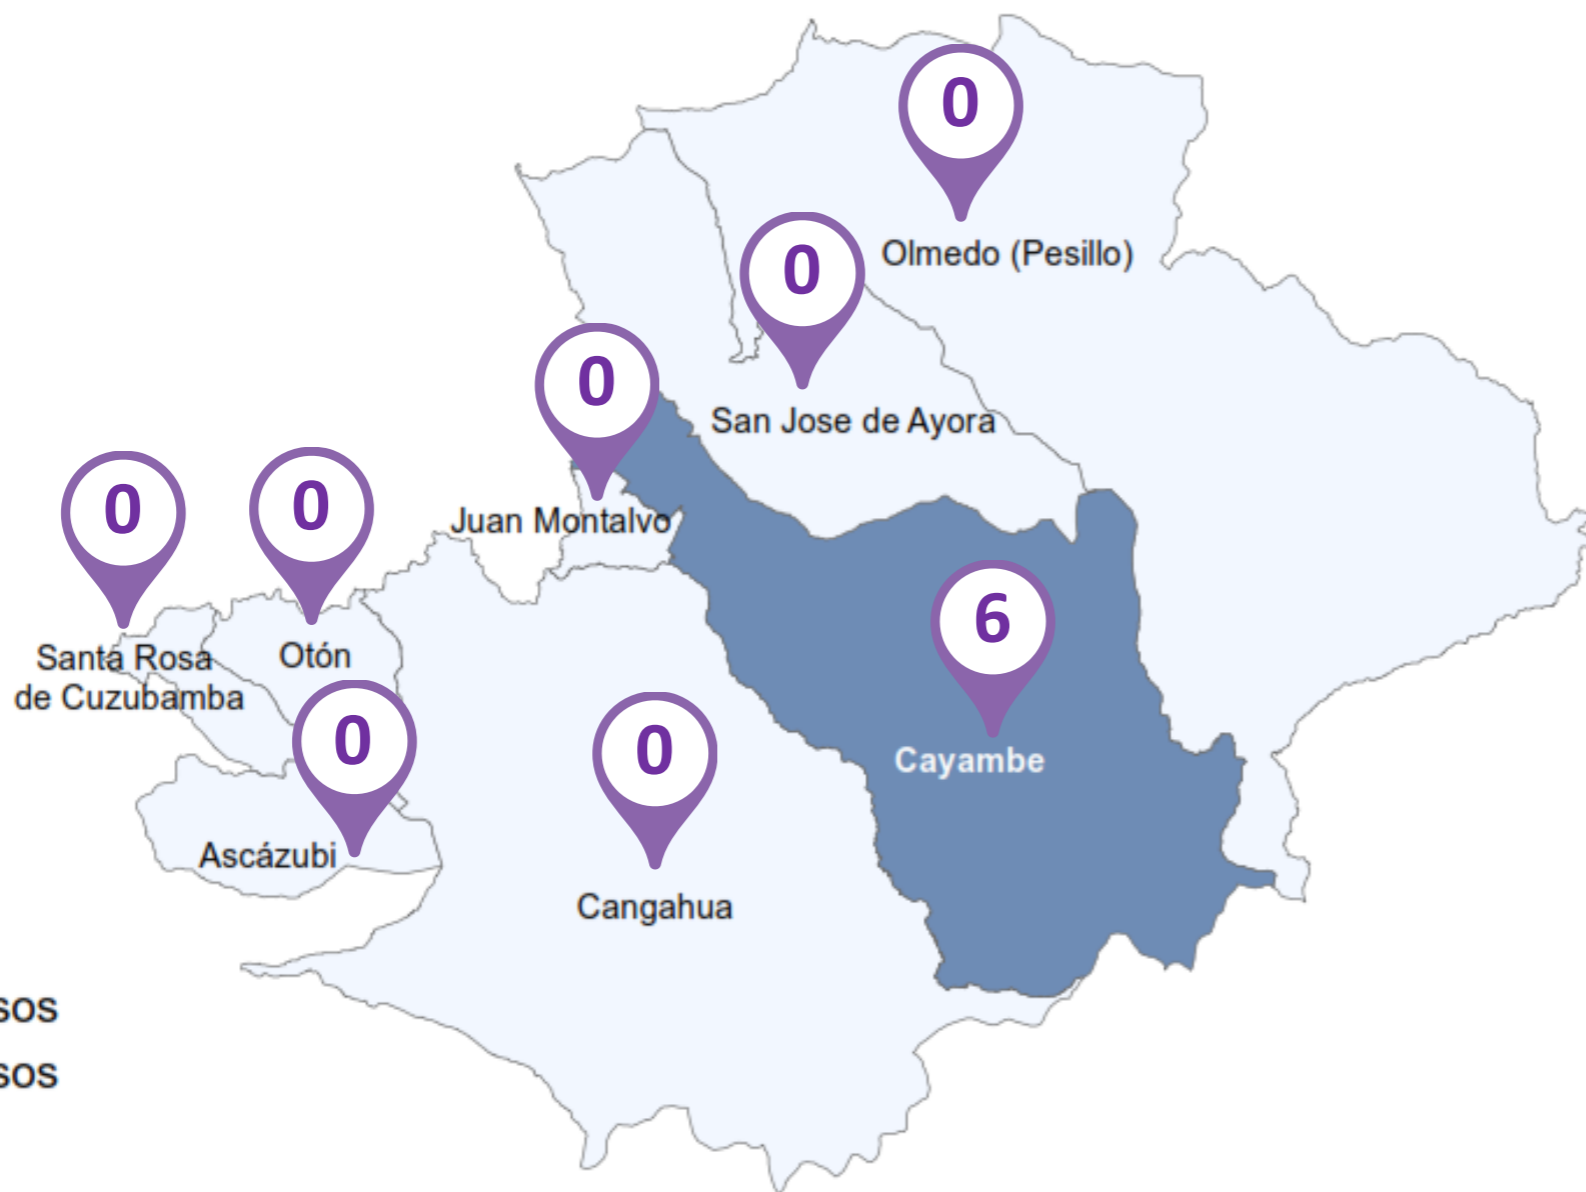 0
Olmedo (Pesillo)
0
San Jose de Ayora
0
Juan Montalvo
0
Santa Rosa
de Cuzubamba
0
Otón
6
Cayambe
0
Ascázubi
0
Cangahua
sos
sos